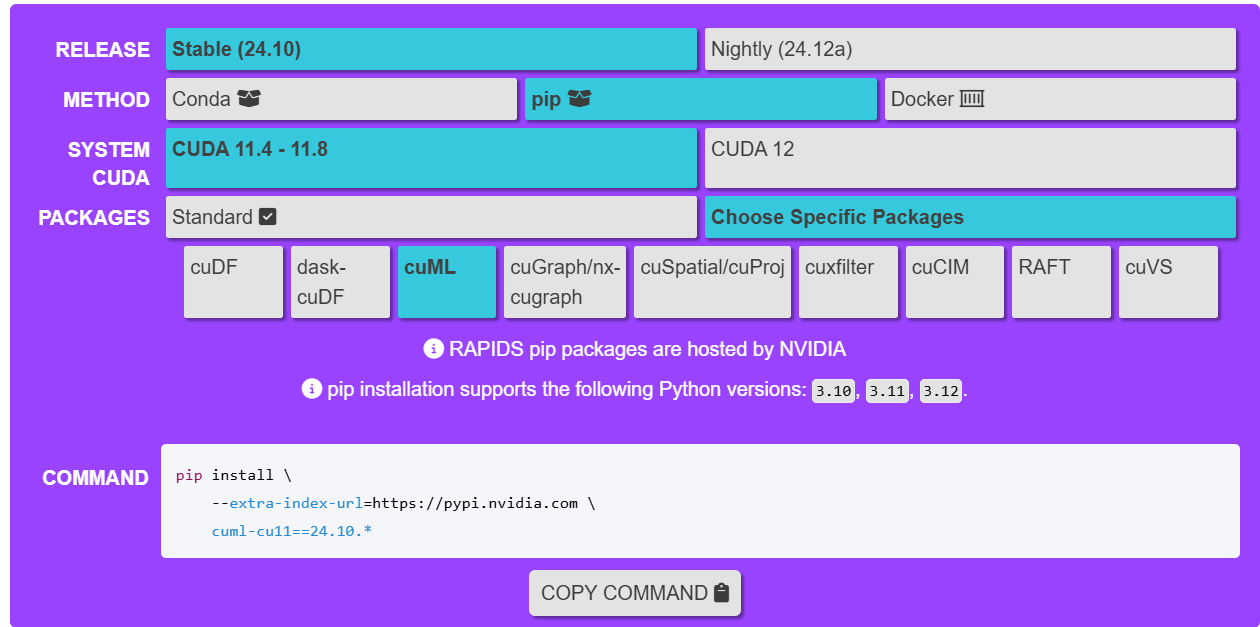 RELEASE Stable (24.10) Nightly (24.12a)
METHOD Conda pip Docker
SYSTEM CUDA CUDA 11.4 - 11.8 CUDA 12
PACKAGES Standard Choose Specific Packages
cuDF dask-cuDF cuML cuGraph/nx-cugraph cuSpatial/cuProj cuxfilter cuCIM RAFT cuVS
RAPIDS pip packages are hosted by NVIDIA
pip installation supports the following Python versions: 3.10, 3.11, 3.12.
COMMAND pip install \
--extra-index-url=https://pypi.nvidia.com \
cuml-cu11==24.10.*
COPY COMMAND